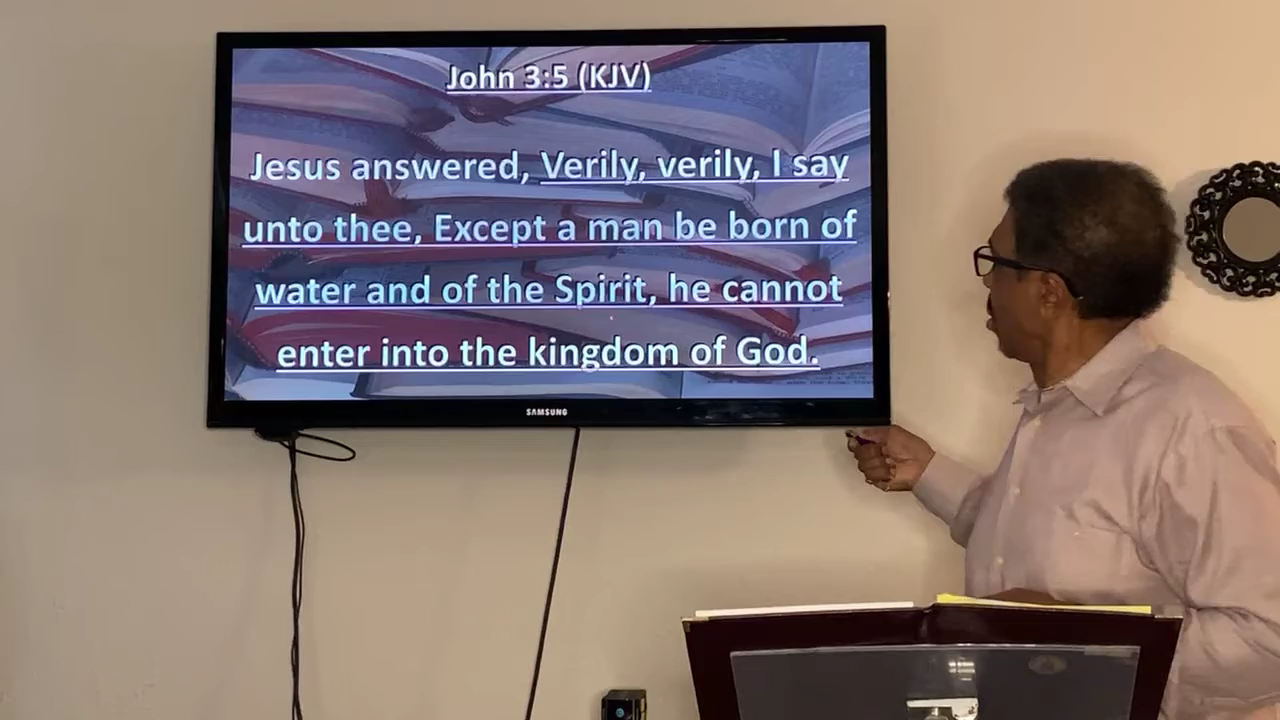 John 3:5 (KJV)
Jesus answered, Verily, verily, I say
unto thee, Except a man be born of
water and of the Spirit, he cannot
enter into the kingdom of God.
SAMSUNG